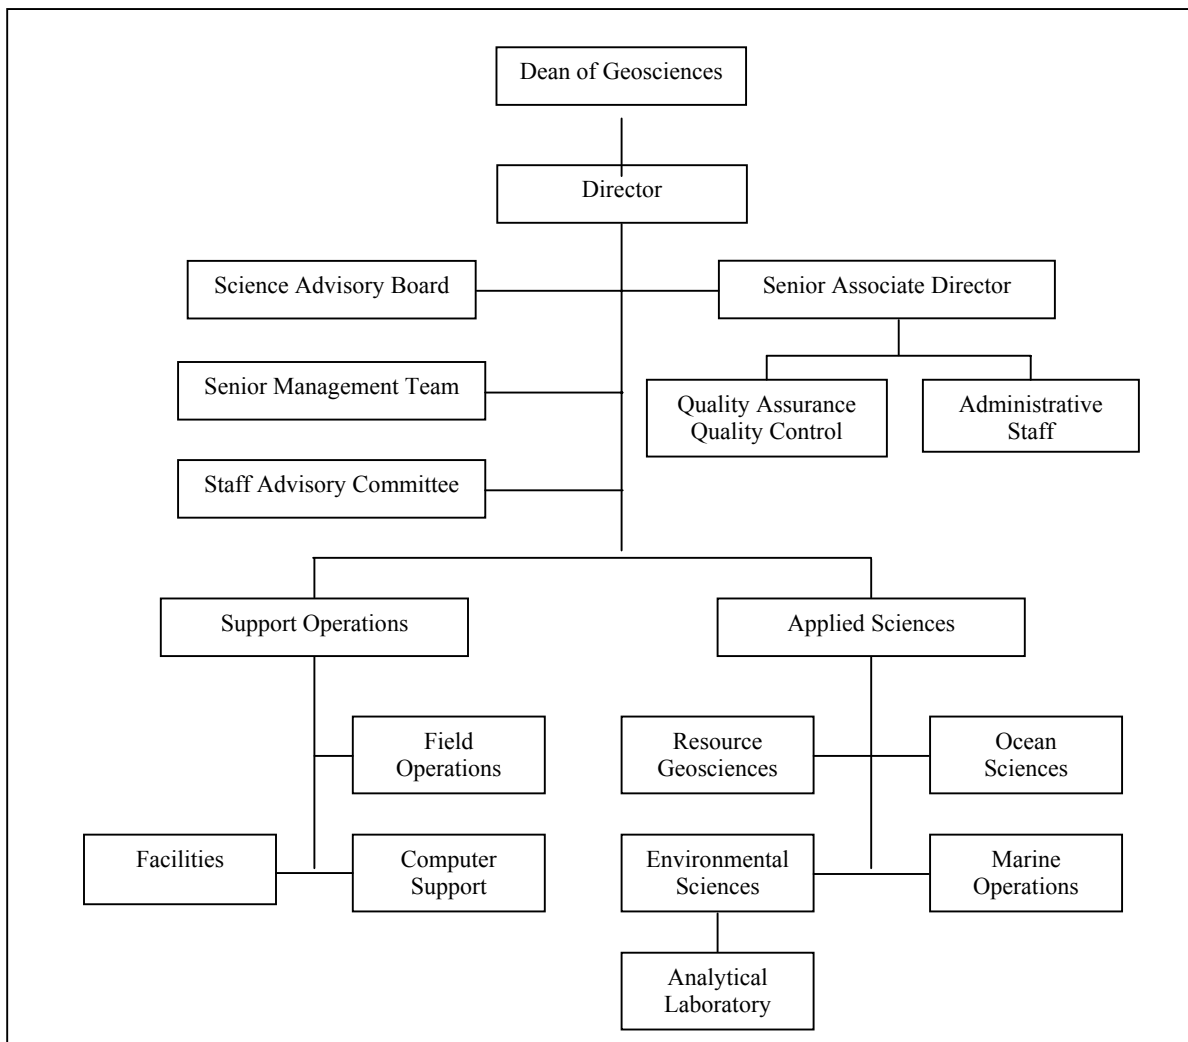 Dean of Geosciences
Director
Science Advisory Board
Senior Associate Director
Senior Management Team
Quality Assurance
Quality Control
Administrative
Staff
Staff Advisory Committee
Support Operations
Applied Sciences
Field
Operations
Resource
Geosciences
Ocean
Sciences
Facilities
Computer
Support
Environmental
Sciences
Marine
Operations
Analytical
Laboratory